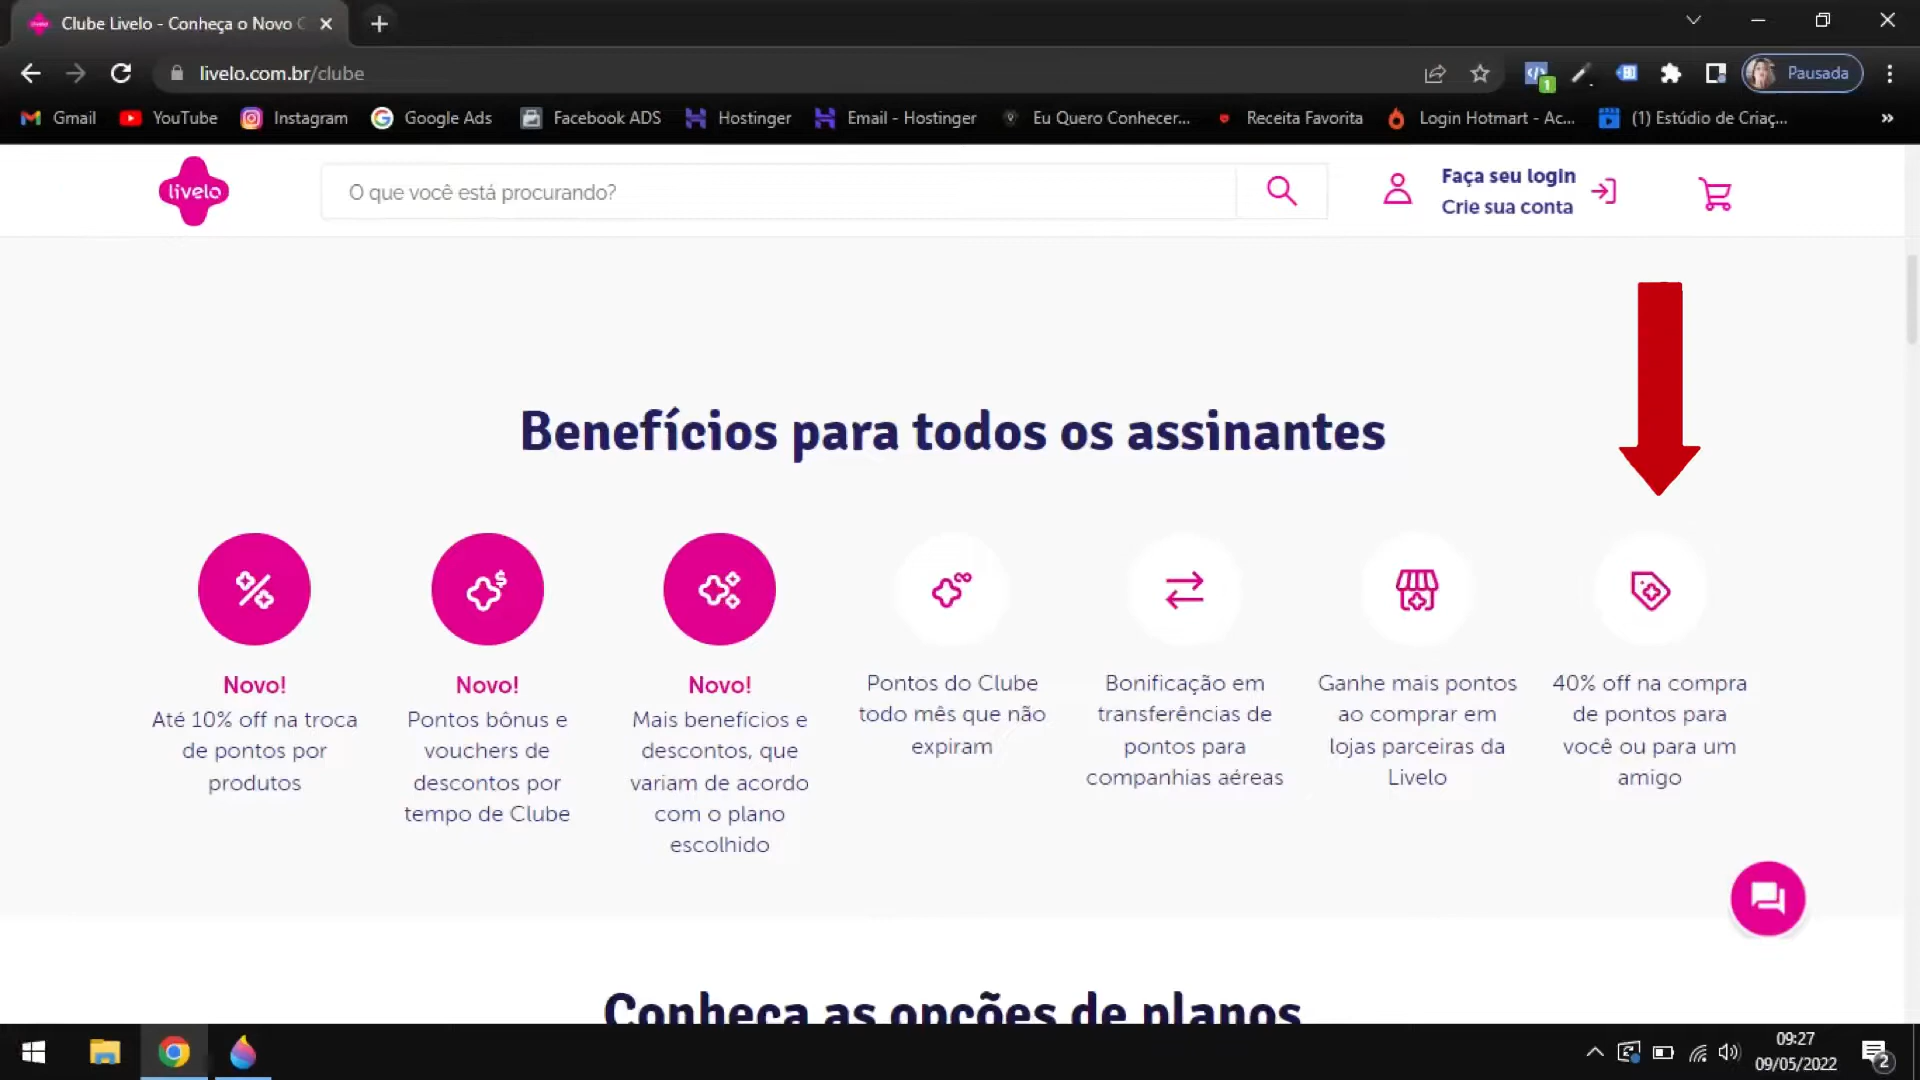 Clube Livelo - Conheça o Novo
livelo.com.br/clube
Pausada
1
Gmail
YouTube
Instagram
Google Ads
Facebook ADS
Hostinger
Email - Hostinger
Eu Quero Conhecer...
Receita Favorita
Login Hotmart - Ac...
(1) Estúdio de Criaç...
livelo
O que você está procurando?
Faça seu login
Crie sua conta
Benefícios para todos os assinantes
Novo!
Até 10% off na troca
de pontos por
produtos
Novo!
Pontos bônus e
vouchers de
descontos por
tempo de Clube
Novo!
Mais benefícios e
descontos, que
variam de acordo
com o plano
escolhido
Pontos do Clube
todo mês que não
expiram
Bonificação em
transferências de
pontos para
companhias aéreas
Ganhe mais pontos
ao comprar em
lojas parceiras da
Livelo
40% off na compra
de pontos para
você ou para um
amigo
Conheça as opções de planos
09:27
09/05/2022
2